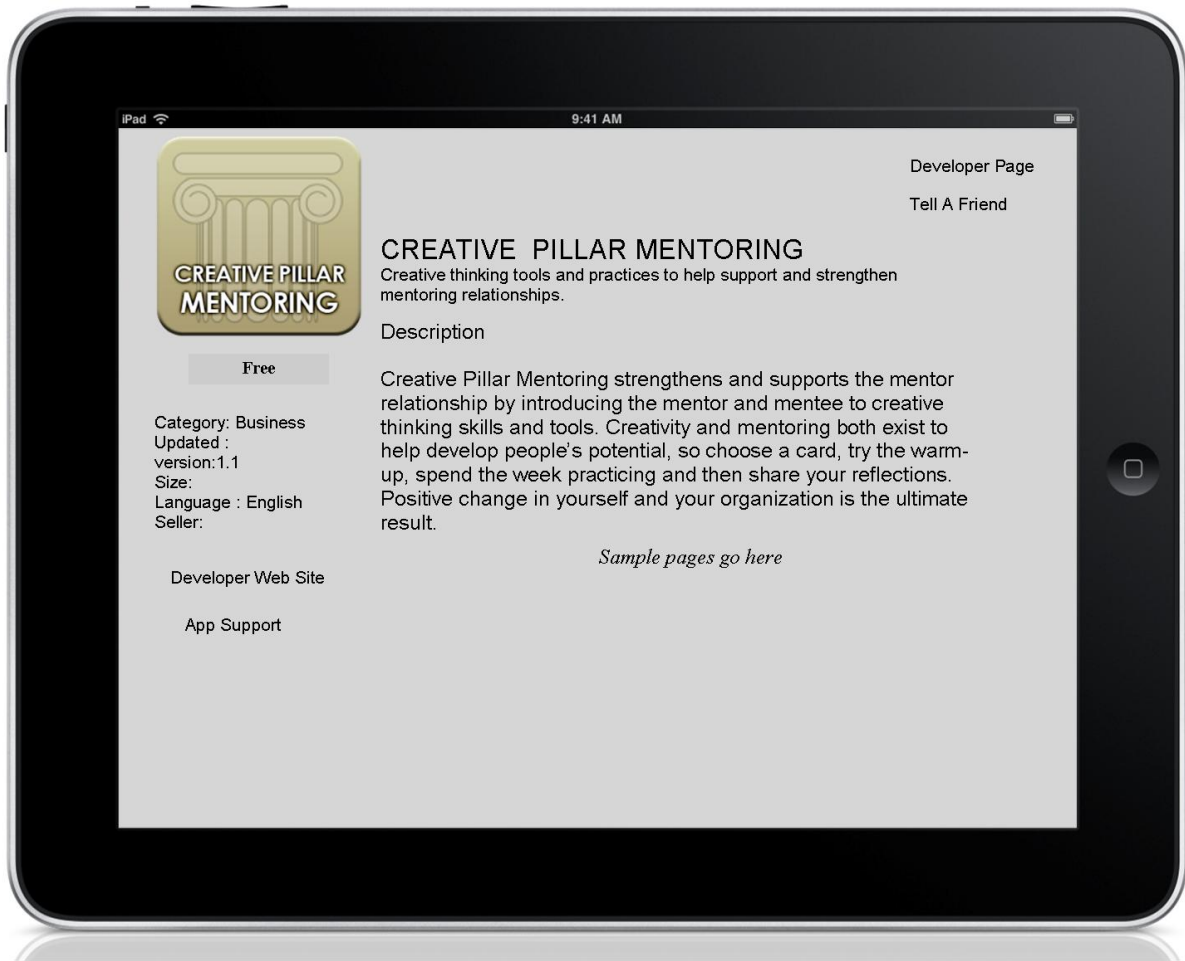 iPad
9:41 AM
CREATIVE PILLAR
MENTORING
Free
Category: Business
Updated :
version:1.1
Size:
Language : English
Seller:
Developer Web Site
App Support
Developer Page
Tell A Friend
CREATIVE  PILLAR MENTORING
Creative thinking tools and practices to help support and strengthen
mentoring relationships.
Description
Creative Pillar Mentoring strengthens and supports the mentor
relationship by introducing the mentor and mentee to creative
thinking skills and tools. Creativity and mentoring both exist to
help develop people’s potential, so choose a card, try the warm-
up, spend the week practicing and then share your reflections.
Positive change in yourself and your organization is the ultimate
result.
Sample pages go here